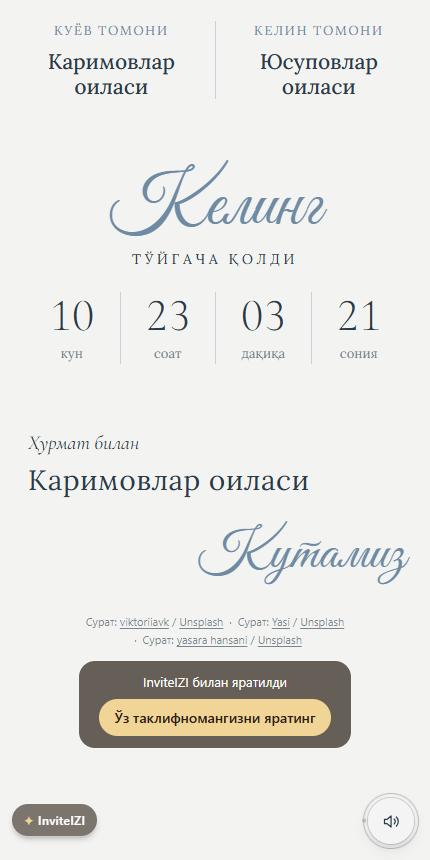 КУЁВ ТОМОНИ
Каримовлар
оиласи
КЕЛИН ТОМОНИ
Юсуповлар
оиласи
Келинг
ТЎЙГАЧА ҚОЛДИ
10 23 03 21
кун соат дақиқа сония
Ҳурмат билан
Каримовлар оиласи
Кутамиз
Сурат: viktoriiavk / Unsplash · Сурат: Yasi / Unsplash
· Сурат: yasara hansani / Unsplash
InviteIZI билан яратилди
Ўз таклифномангизни яратинг
InviteIZI